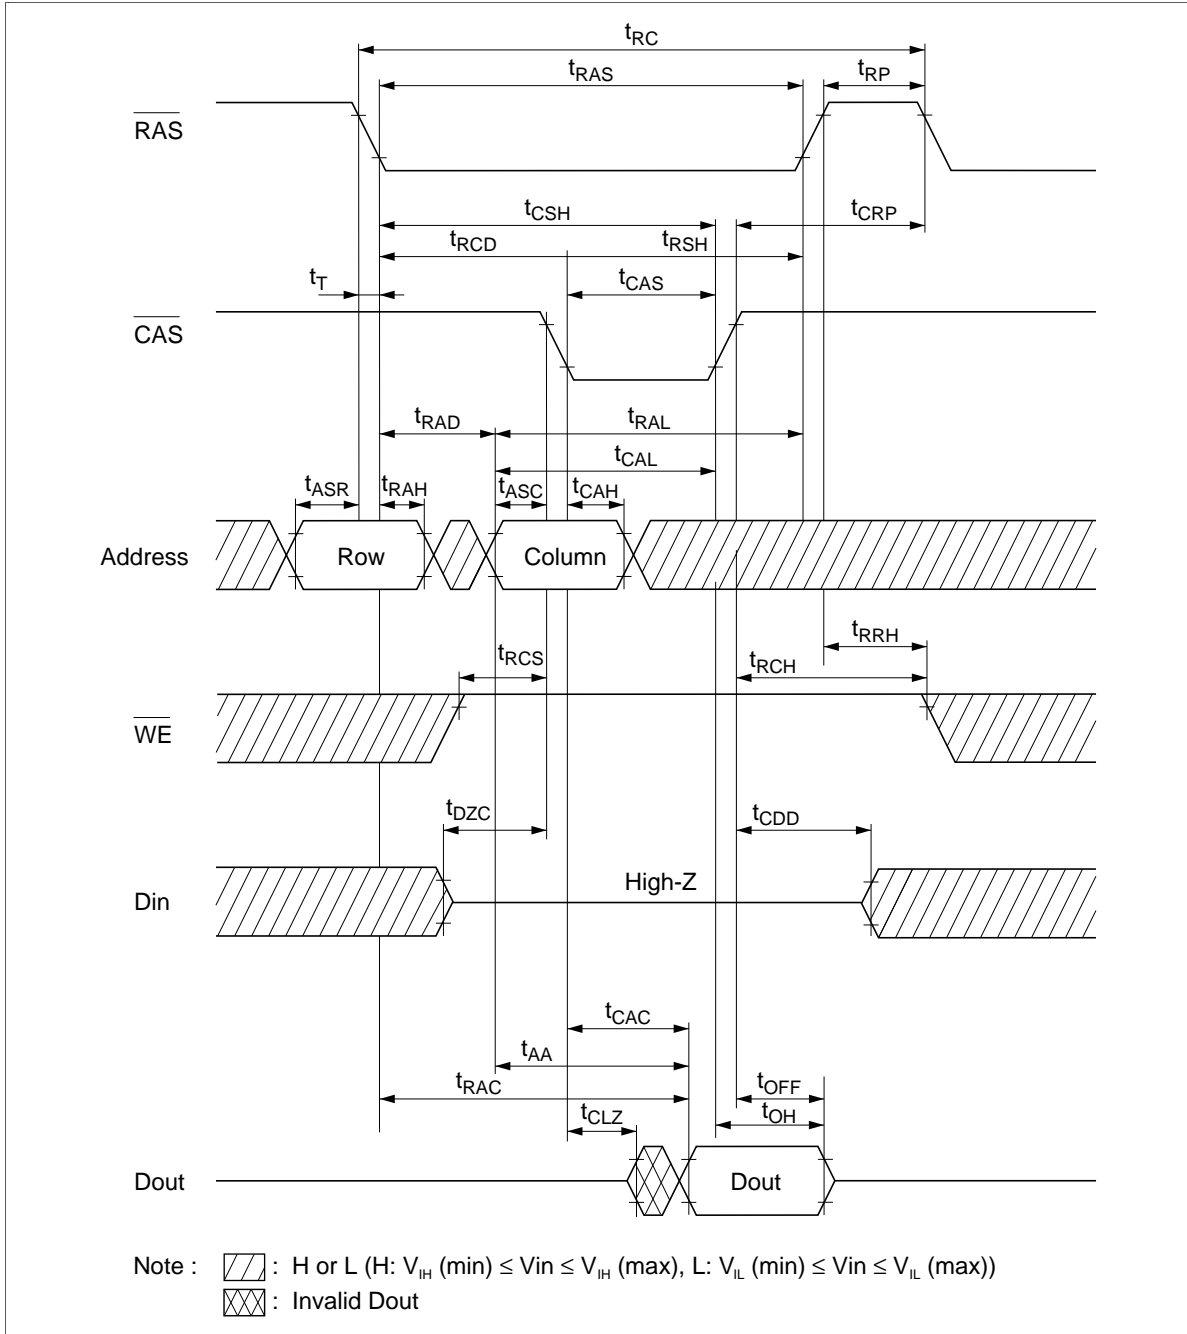 tRC
tRAS tRP
RAS
tCSH tCRP
tRCD tRSH
tT tCAS
CAS
tRAD tRAL
tCAL
tASR tRAH tASC tCAH
Address Row Column
tRRH
tRCS tRCH
WE
tDZC tCDD
High-Z
Din
tCAC
tAA
tRAC tOFF
tCLZ tOH
Dout Dout
Note : : H or L (H: VIH (min) ≤ Vin ≤ VIH (max), L: VIL (min) ≤ Vin ≤ VIL (max))
: Invalid Dout